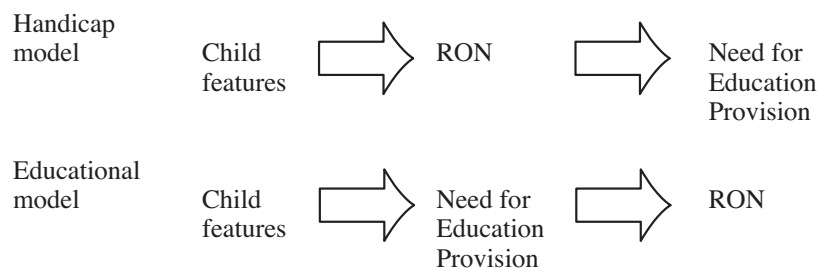 Handicap
model
Child
features
RON
Need for
Education
Provision
Educational
model
Child
features
Need for
Education
Provision
RON